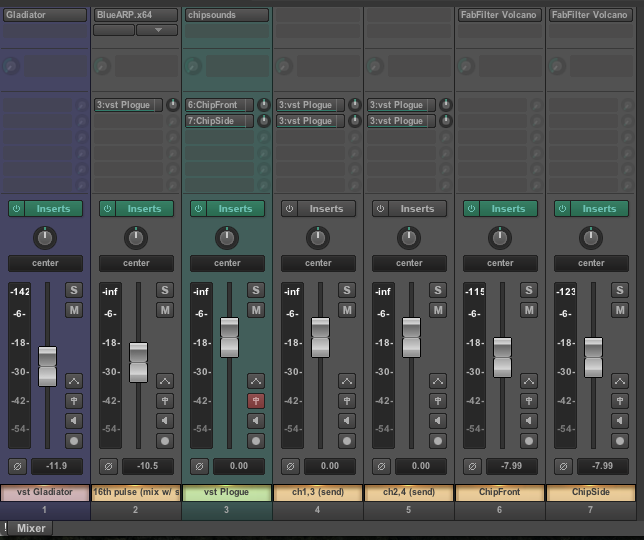 Gladiator BlueARP.x64 chipsounds FabFilter Volcano FabFilter Volcano
3:vst Plogue 6:ChipFront 3:vst Plogue 3:vst Plogue
7:ChipSide 3:vst Plogue 3:vst Plogue
Inserts Inserts Inserts Inserts Inserts Inserts Inserts
center center center center center center center
-142 S -inf S -inf S -inf S -inf S -115 S -123 S
-6- M -6- M -6- M -6- M -6- M -6- M -6- M
-18- -18- -18- -18- -18- -18- -18-
-30- -30- -30- -30- -30- -30- -30-
-42- -42- -42- -42- -42- -42- -42-
-54- -54- -54- -54- -54- -54- -54-
-11.9 -10.5 0.00 0.00 0.00 -7.99 -7.99
vst Gladiator 16th pulse (mix w/ s vst Plogue ch1,3 (send) ch2,4 (send) ChipFront ChipSide
1 2 3 4 5 6 7
! Mixer